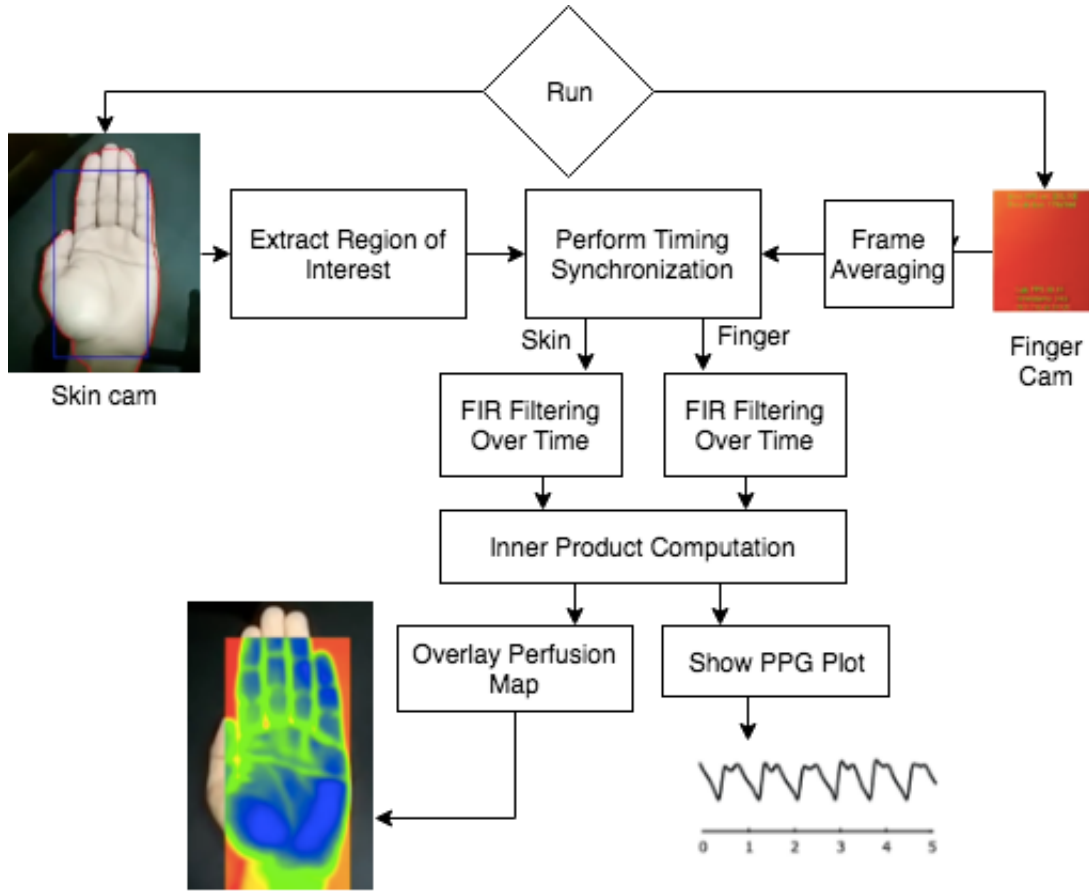 Run
Extract Region of
Interest
Perform Timing
Synchronization
Frame
Averaging
Skin cam
Finger
Cam
Skin
Finger
FIR Filtering
Over Time
FIR Filtering
Over Time
Inner Product Computation
Overlay Perfusion
Map
Show PPG Plot
0 1 2 3 4 5